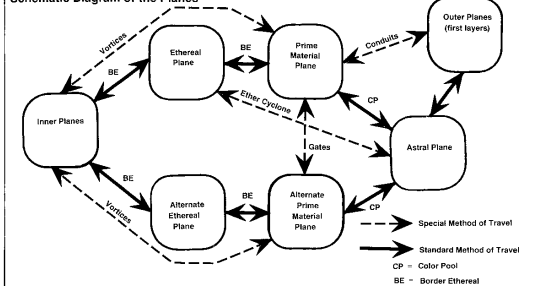 Schematic Diagram of the Planes
Outer Planes
(first layers)
Vortices
Ethereal
Plane
BE
Prime
Material
Plane
Conduits
BE
Ether Cyclone
CP
Inner Planes
Astral Plane
Gates
BE
Alternate
Ethereal
Plane
BE
Alternate
Prime
Material
Plane
CP
Vortices
Special Method of Travel
Standard Method of Travel
CP = Color Pool
BE = Border Ethereal